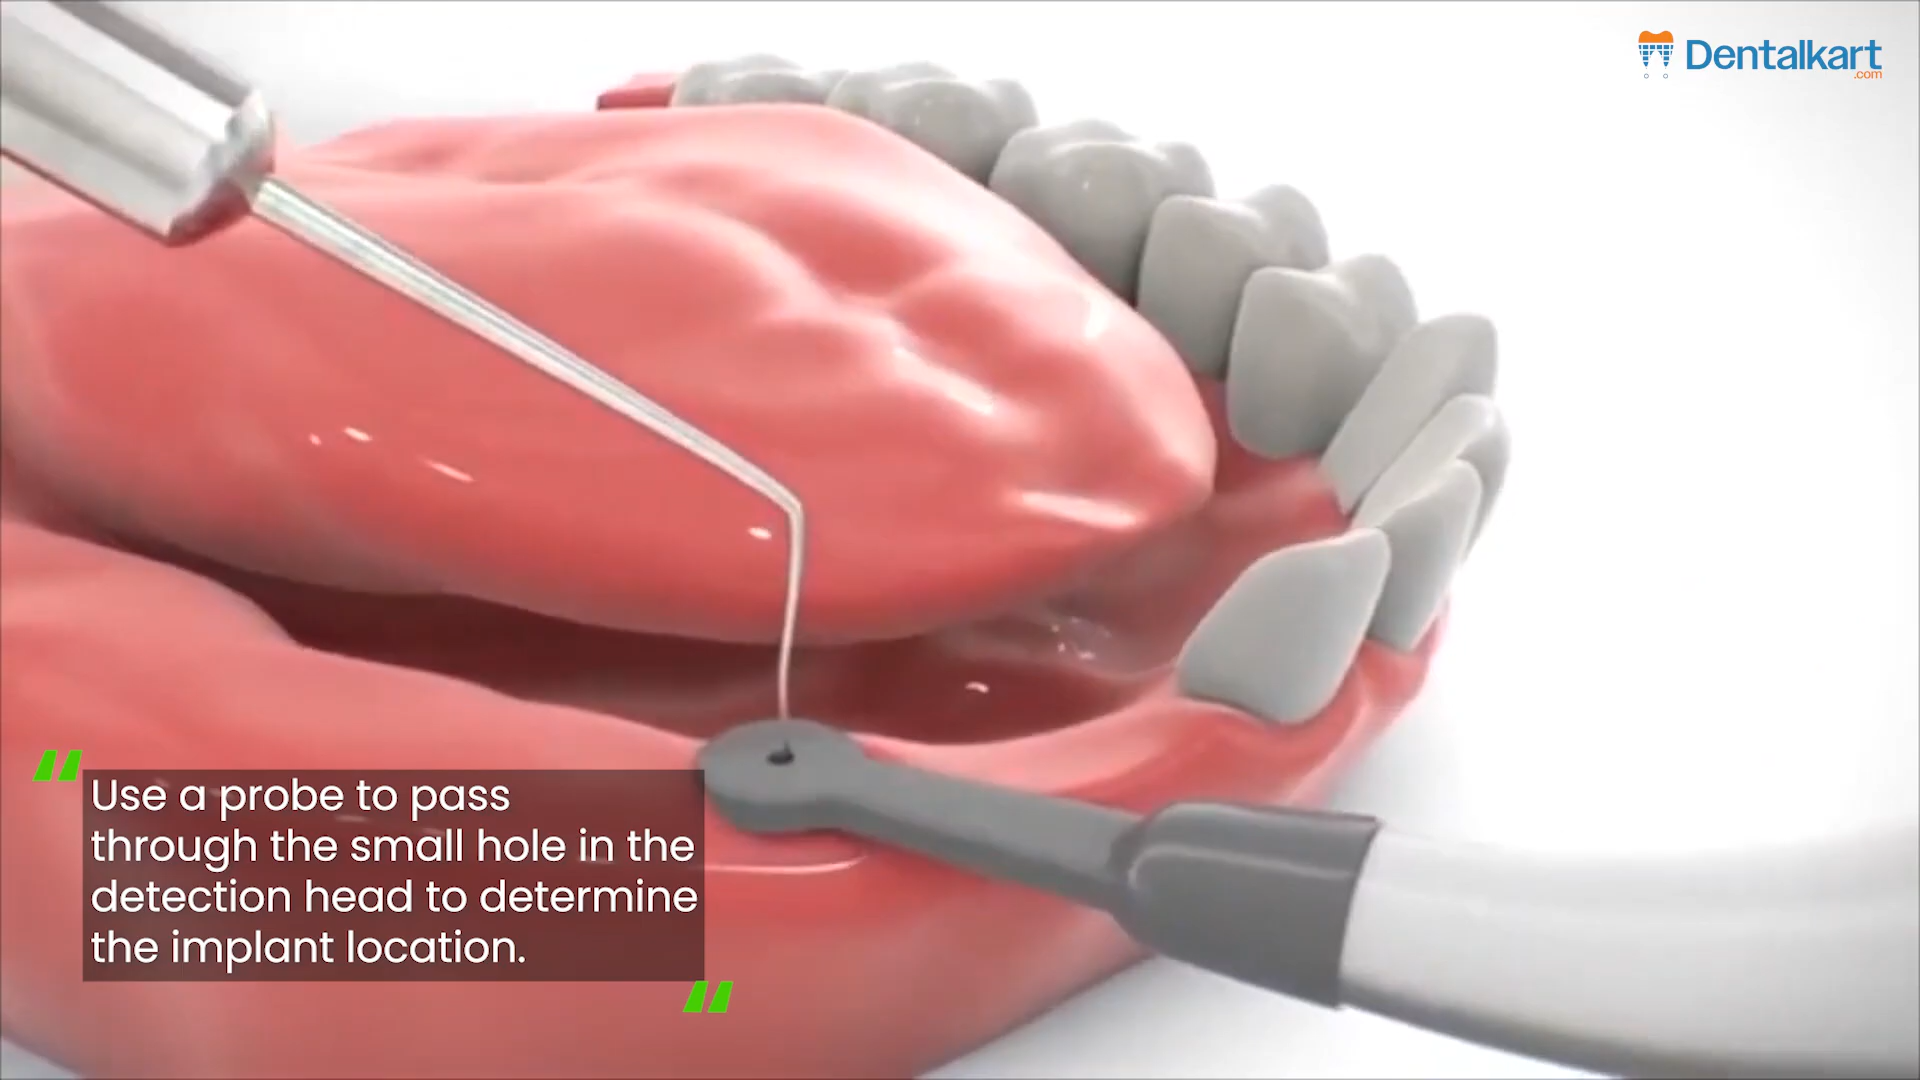 Dentalkart
.com
“
Use a probe to pass
through the small hole in the
detection head to determine
the implant location.
”